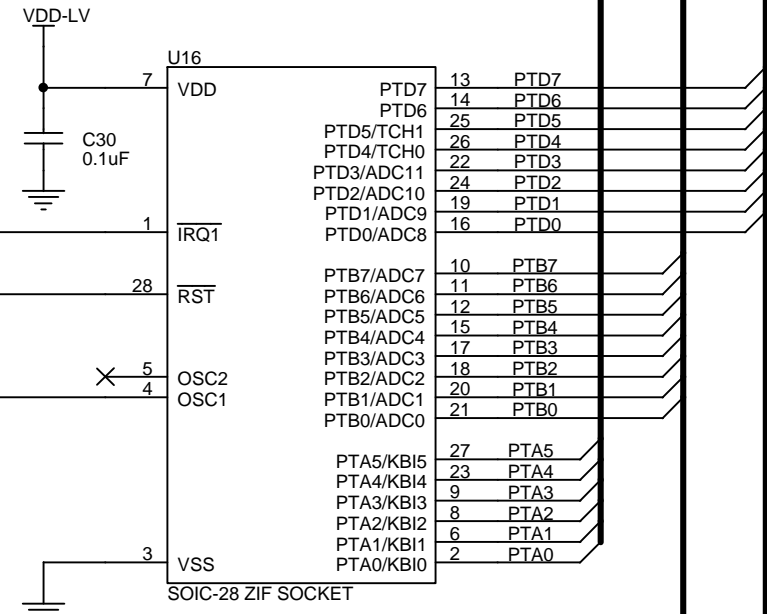 VDD-LV
U16
7 VDD
C30
0.1uF
1 IRQ1
28 RST
5 OSC2
4 OSC1
3 VSS
PTD7 13 PTD7
PTD6 14 PTD6
PTD5/TCH1 25 PTD5
PTD4/TCH0 26 PTD4
PTD3/ADC11 22 PTD3
PTD2/ADC10 24 PTD2
PTD1/ADC9 19 PTD1
PTD0/ADC8 16 PTD0
PTB7/ADC7 10 PTB7
PTB6/ADC6 11 PTB6
PTB5/ADC5 12 PTB5
PTB4/ADC4 15 PTB4
PTB3/ADC3 17 PTB3
PTB2/ADC2 18 PTB2
PTB1/ADC1 20 PTB1
PTB0/ADC0 21 PTB0
PTA5/KBI5 27 PTA5
PTA4/KBI4 23 PTA4
PTA3/KBI3 9 PTA3
PTA2/KBI2 8 PTA2
PTA1/KBI1 6 PTA1
PTA0/KBI0 2 PTA0
SOIC-28 ZIF SOCKET